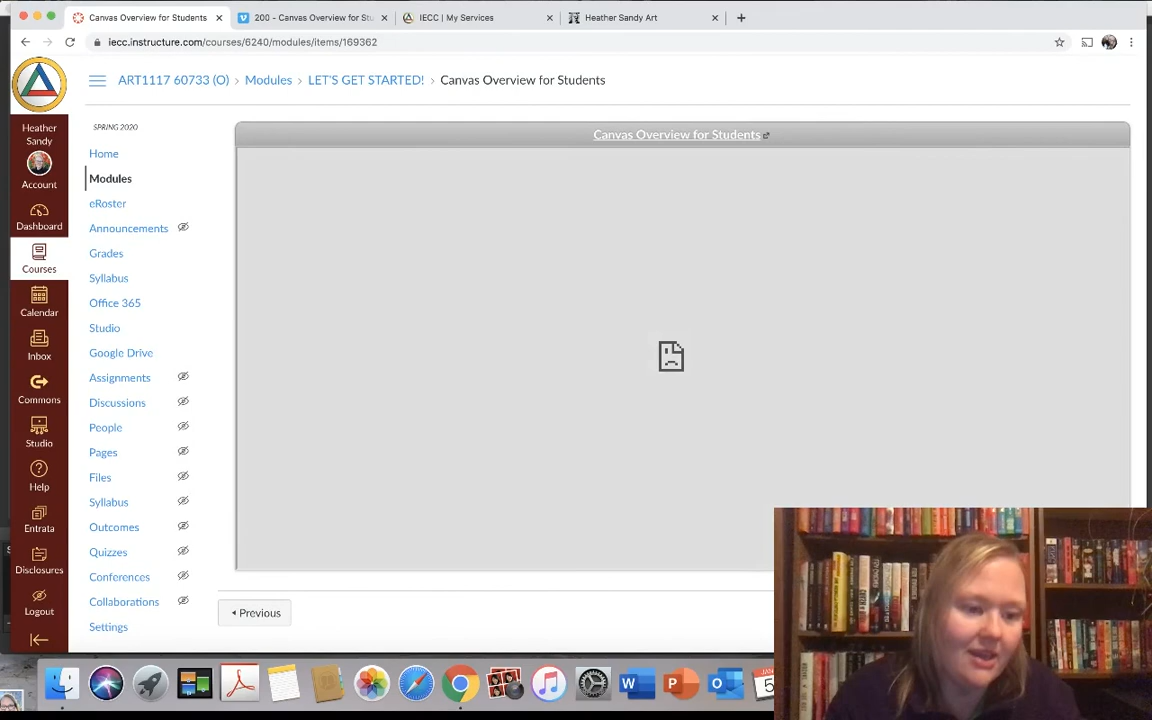 Canvas Overview for Students
200 - Canvas Overview for Stu
IECC | My Services
Heather Sandy Art
iecc.instructure.com/courses/6240/modules/items/169362
ART1117 60733 (O) › Modules › LET'S GET STARTED! › Canvas Overview for Students
Heather
Sandy
Account
Dashboard
Courses
Calendar
Inbox
Commons
Studio
Help
Entrata
Disclosures
Logout
SPRING 2020
Home
Modules
eRoster
Announcements
Grades
Syllabus
Office 365
Studio
Google Drive
Assignments
Discussions
People
Pages
Files
Syllabus
Outcomes
Quizzes
Conferences
Collaborations
Settings
Canvas Overview for Students
Previous
W
P
O
5